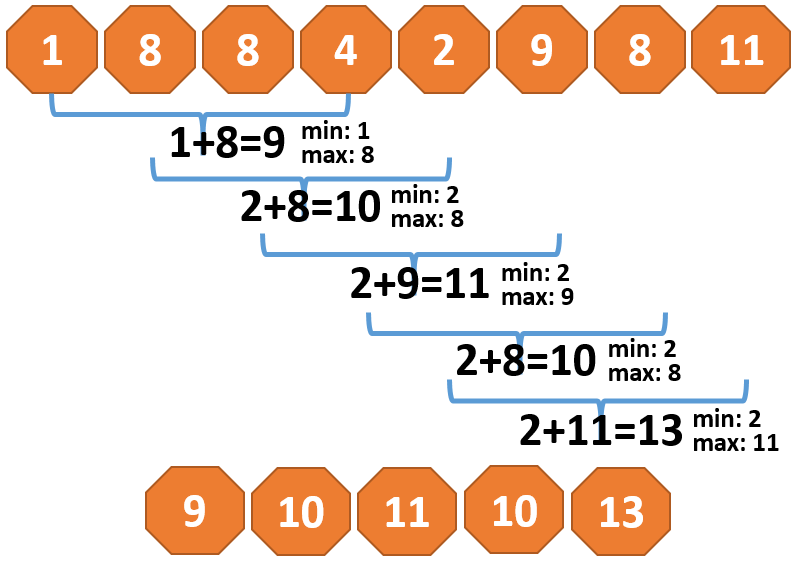 1 8 8 4 2 9 8 11
1+8=9 min: 1
max: 8
2+8=10 min: 2
max: 8
2+9=11 min: 2
max: 9
2+8=10 min: 2
max: 8
2+11=13 min: 2
max: 11
9 10 11 10 13